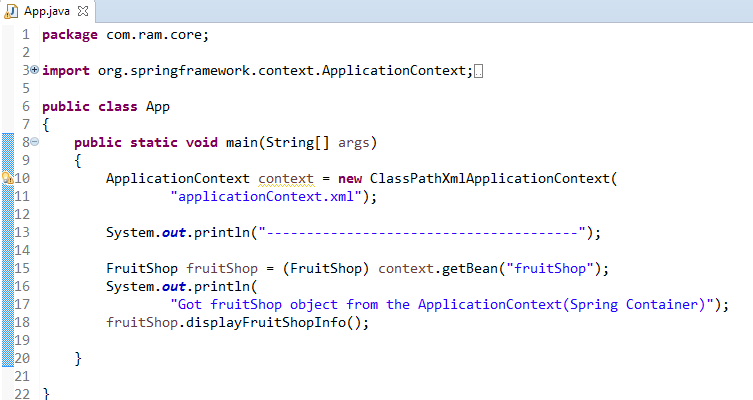 App.java
1 package com.ram.core;
2
3 import org.springframework.context.ApplicationContext;
5
6 public class App
7 {
8 public static void main(String[] args)
9 {
10 ApplicationContext context = new ClassPathXmlApplicationContext(
11 "applicationContext.xml");
12
13 System.out.println("---------------------------------------");
14
15 FruitShop fruitShop = (FruitShop) context.getBean("fruitShop");
16 System.out.println(
17 "Got fruitShop object from the ApplicationContext(Spring Container)");
18 fruitShop.displayFruitShopInfo();
19
20 }
21
22 }